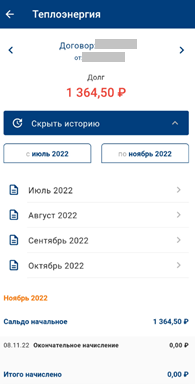 Теплоэнергия
Договор:
от
Долг
1 364,50 ₽
Скрыть историю
с июль 2022
по ноябрь 2022
Июль 2022
Август 2022
Сентябрь 2022
Октябрь 2022
Ноябрь 2022
Сальдо начальное 1 364,50 ₽
08.11.22 Окончательное начисление 0,00 ₽
Итого начислено 0,00 ₽